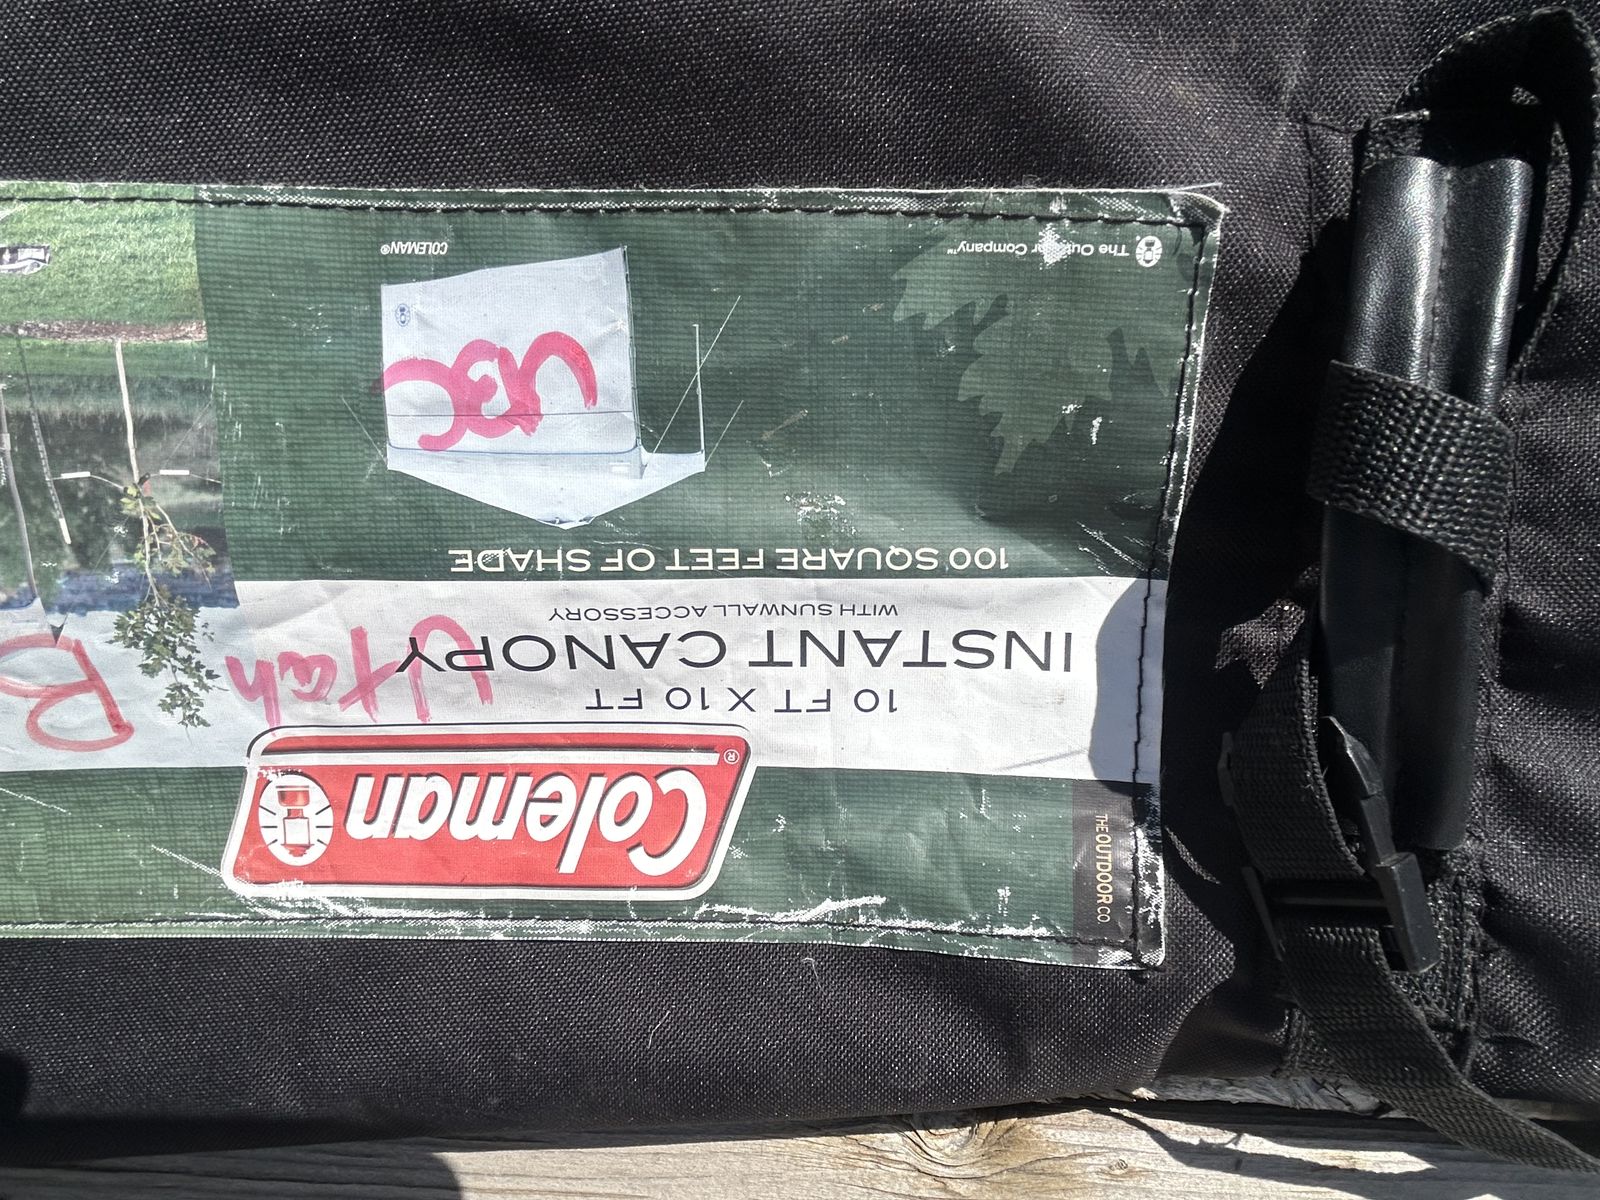 Coleman®
10 FT X 10 FT
INSTANT CANOPY
WITH SUNWALL ACCESSORY
Utah
B
100 SQUARE FEET OF SHADE
UBC
The Outdoor Company™
COLEMAN®
THE OUTDOOR CO